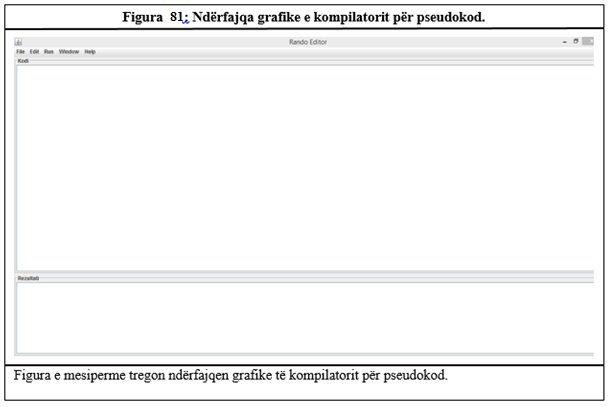 Figura 81: Ndërfajqa grafike e kompilatorit për pseudokod.
Rando Editor
File Edit Run Window Help
Kodi
Rezultati
Figura e mesiperme tregon ndërfajqen grafike të kompilatorit për pseudokod.